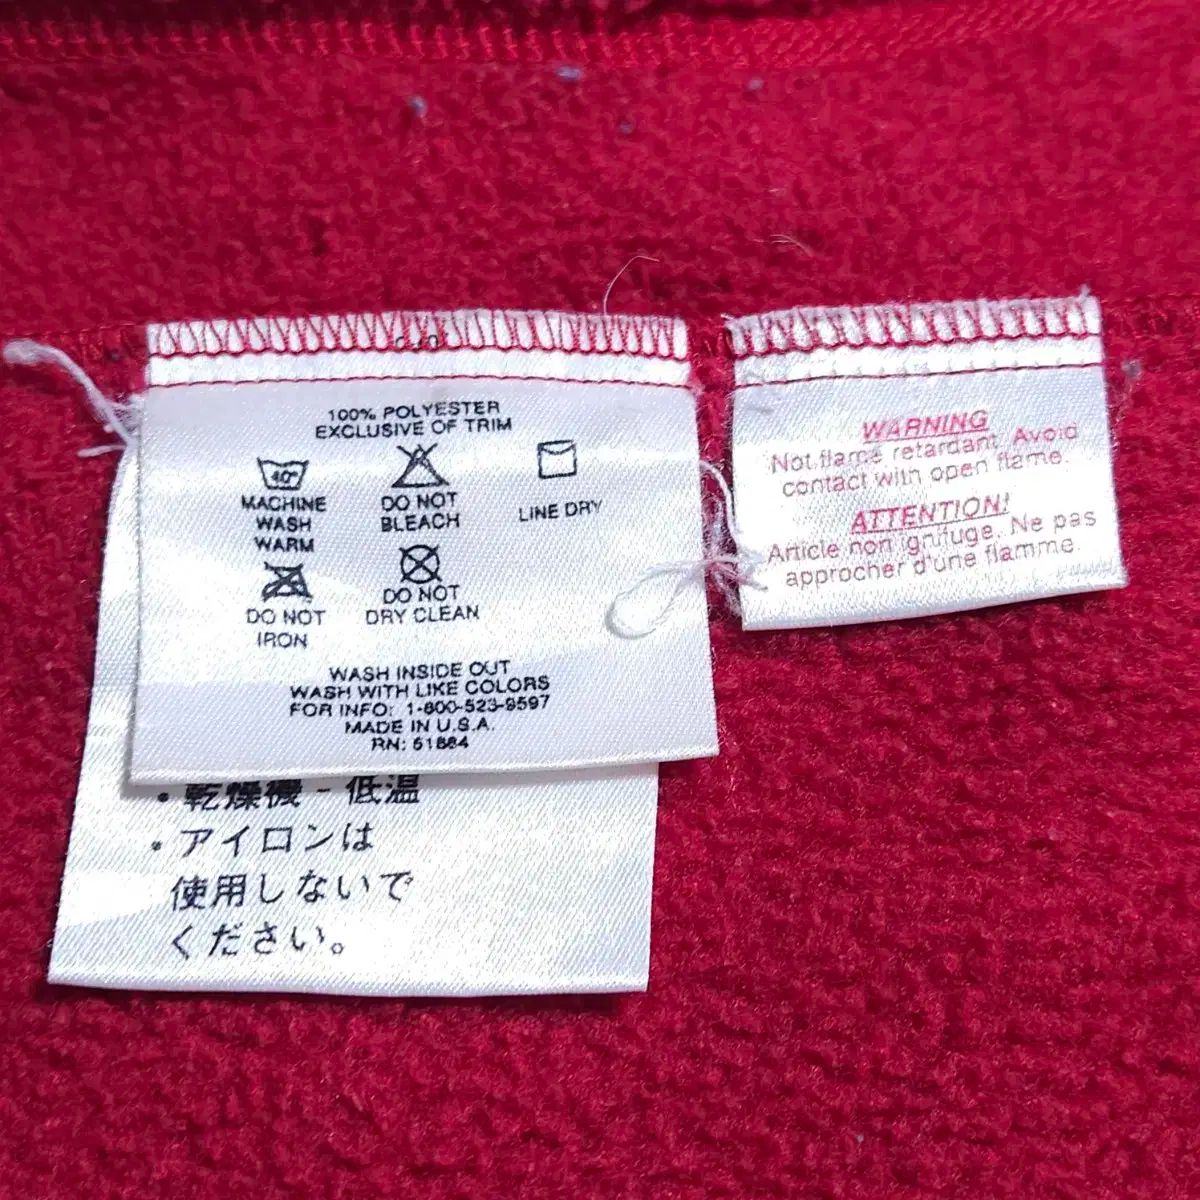 100% POLYESTER
EXCLUSIVE OF TRIM
40°
MACHINE
WASH
WARM
DO NOT
BLEACH
LINE DRY
DO NOT
IRON
DO NOT
DRY CLEAN
WASH INSIDE OUT
WASH WITH LIKE COLORS
FOR INFO: 1-800-523-9597
MADE IN U.S.A.
RN: 51884
・乾燥機 - 低温
・アイロンは
使用しないで
ください。
WARNING
Not flame retardant. Avoid
contact with open flame.
ATTENTION!
Article non ignifuge. Ne pas
approcher d'une flamme.